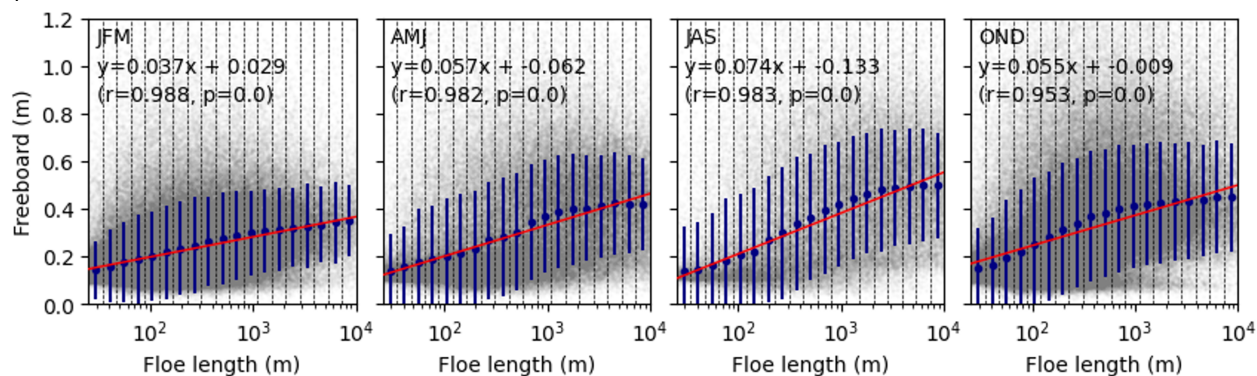 JFM
y=0.037x + 0.029
(r=0.988, p=0.0)
AMJ
y=0.057x + -0.062
(r=0.982, p=0.0)
JAS
y=0.074x + -0.133
(r=0.983, p=0.0)
OND
y=0.055x + -0.009
(r=0.953, p=0.0)
Freeboard (m)
1.2
1.0
0.8
0.6
0.4
0.2
0.0
10² 10³ 10⁴
10² 10³ 10⁴
10² 10³ 10⁴
10² 10³ 10⁴
Floe length (m)
Floe length (m)
Floe length (m)
Floe length (m)